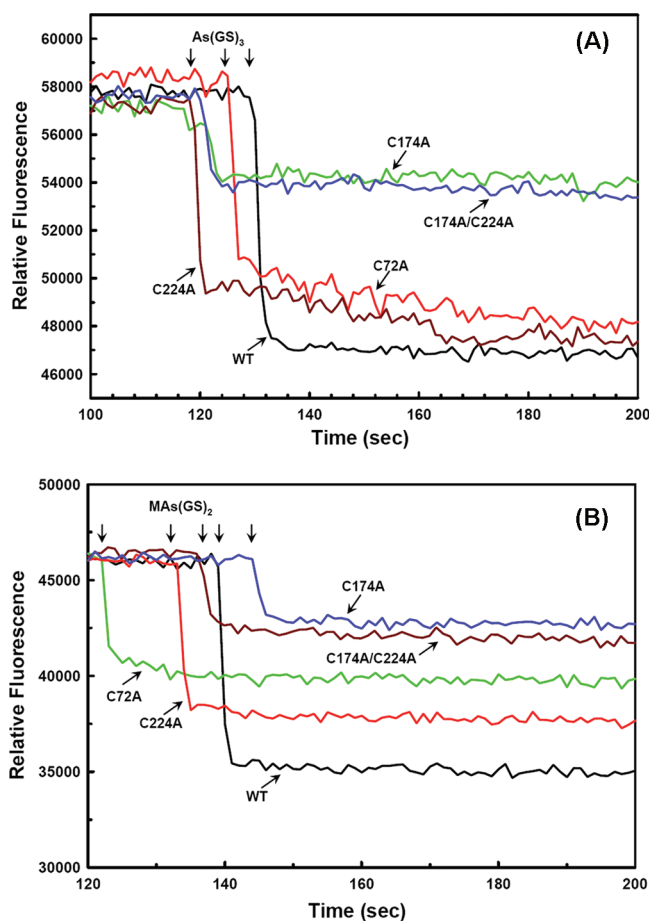 60000
58000
56000
54000
52000
50000
48000
46000
Relative Fluorescence
As(GS)3
(A)
C174A
C174A/C224A
C72A
C224A
WT
100 120 140 160 180 200
Time (sec)
50000
45000
40000
35000
30000
Relative Fluorescence
MAs(GS)2
(B)
C174A
C174A/C224A
C72A
C224A
WT
120 140 160 180 200
Time (sec)